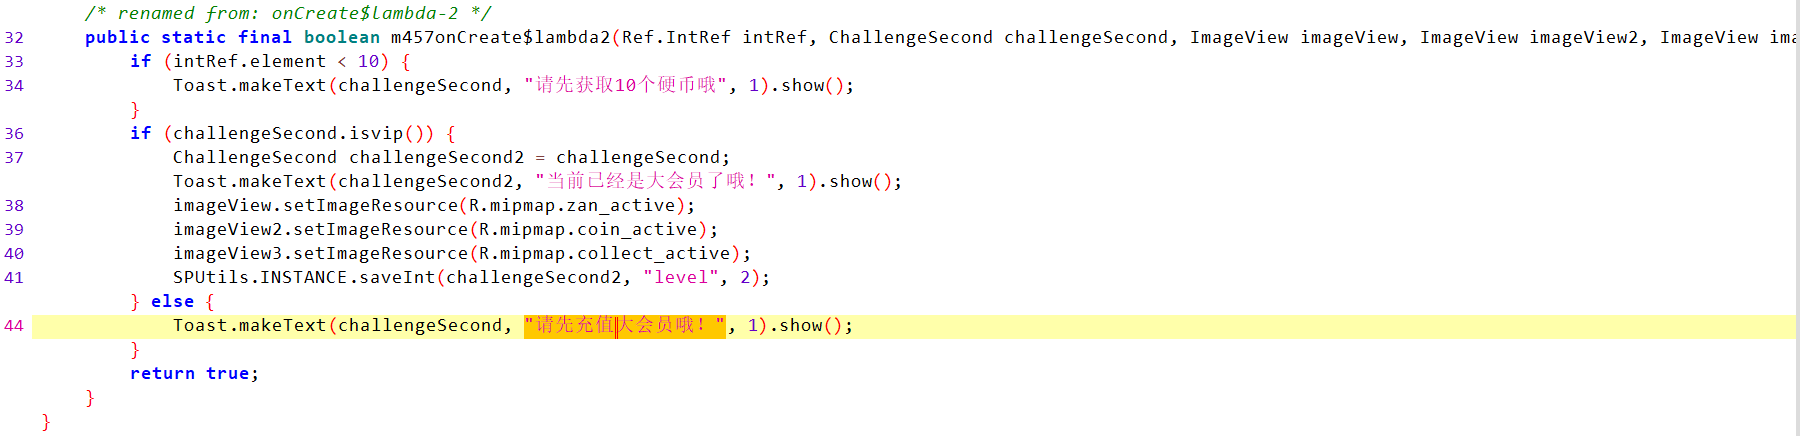 /* renamed from: onCreate$lambda-2 */
32 public static final boolean m457onCreate$lambda2(Ref.IntRef intRef, ChallengeSecond challengeSecond, ImageView imageView, ImageView imageView2, ImageView ima
33 if (intRef.element < 10) {
34 Toast.makeText(challengeSecond, "请先获取10个硬币哦", 1).show();
}
36 if (challengeSecond.isvip()) {
37 ChallengeSecond challengeSecond2 = challengeSecond;
Toast.makeText(challengeSecond2, "当前已经是大会员了哦！", 1).show();
38 imageView.setImageResource(R.mipmap.zan_active);
39 imageView2.setImageResource(R.mipmap.coin_active);
40 imageView3.setImageResource(R.mipmap.collect_active);
41 SPUtils.INSTANCE.saveInt(challengeSecond2, "level", 2);
} else {
44 Toast.makeText(challengeSecond, "请先充值大会员哦！", 1).show();
}
return true;
}
}